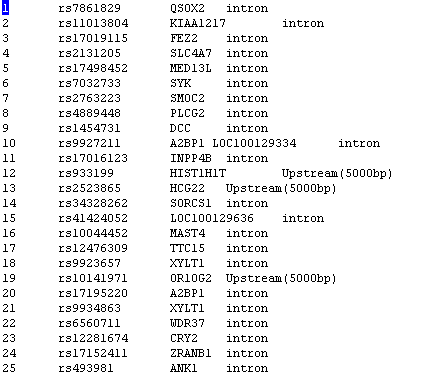 1 rs7861829 QSOX2 intron
2 rs11013804 KIAA1217 intron
3 rs17019115 FEZ2 intron
4 rs2131205 SLC4A7 intron
5 rs17498452 MED13L intron
6 rs7032733 SYK intron
7 rs2763223 SMOC2 intron
8 rs4889448 PLCG2 intron
9 rs1454731 DCC intron
10 rs9927211 A2BP1 LOC100129334 intron
11 rs17016123 INPP4B intron
12 rs933199 HIST1H1T Upstream(5000bp)
13 rs2523865 HCG22 Upstream(5000bp)
14 rs34328262 SORCS1 intron
15 rs41424052 LOC100129636 intron
16 rs10044452 MAST4 intron
17 rs12476309 TTC15 intron
18 rs9923657 XYLT1 intron
19 rs10141971 OR10G2 Upstream(5000bp)
20 rs17195220 A2BP1 intron
21 rs9934863 XYLT1 intron
22 rs6560711 WDR37 intron
23 rs12281674 CRY2 intron
24 rs17152411 ZRANB1 intron
25 rs493981 ANK1 intron